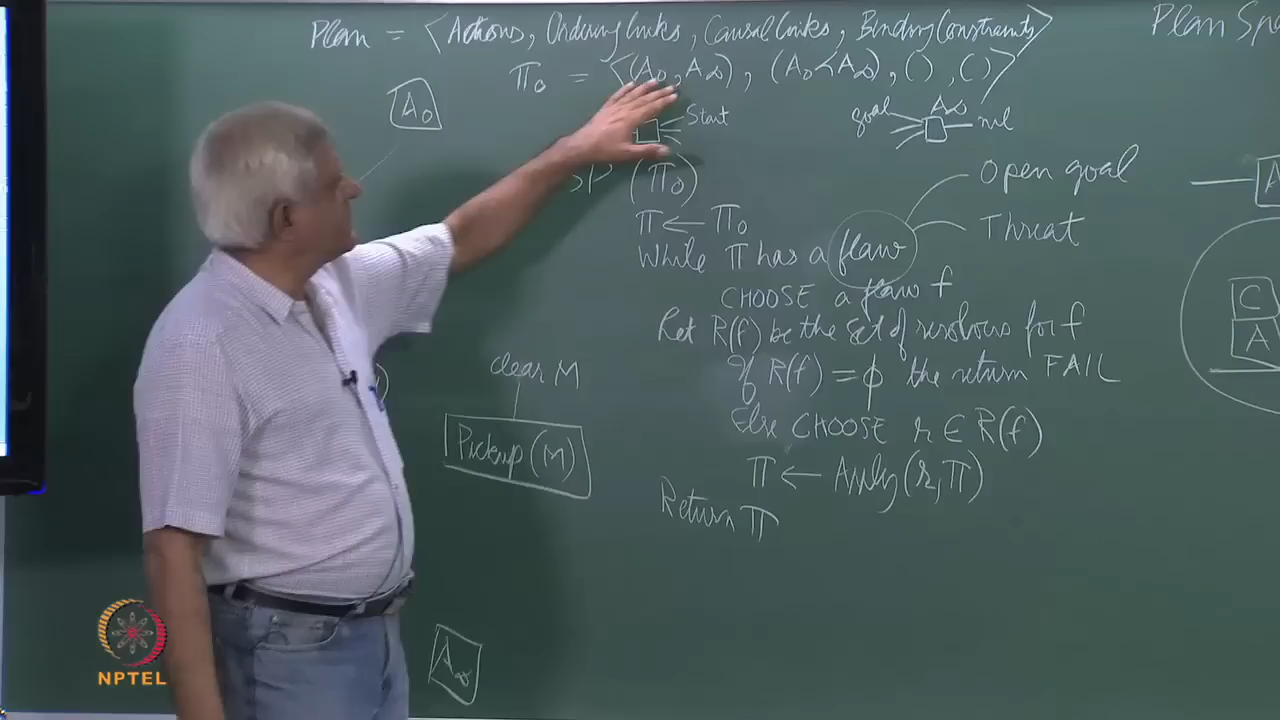 Plan = ⟨Actions, Ordering links, Causal links, Binding Constraints⟩
Plan Spa
π₀ = ⟨(A₀, A∞), (A₀<A∞), ( ), ( )⟩
A₀
Start
goal A∞ nil
SP (π₀)
Open goal
π ← π₀
Threat
While π has a flaw
CHOOSE a flaw f
Let R(f) be the set of resolvers for f
If R(f) = ϕ the return FAIL
Else CHOOSE r ∈ R(f)
π ← Apply(r, π)
Return π
clear M
Pickup(M)
A∞
A
C
A
NPTEL